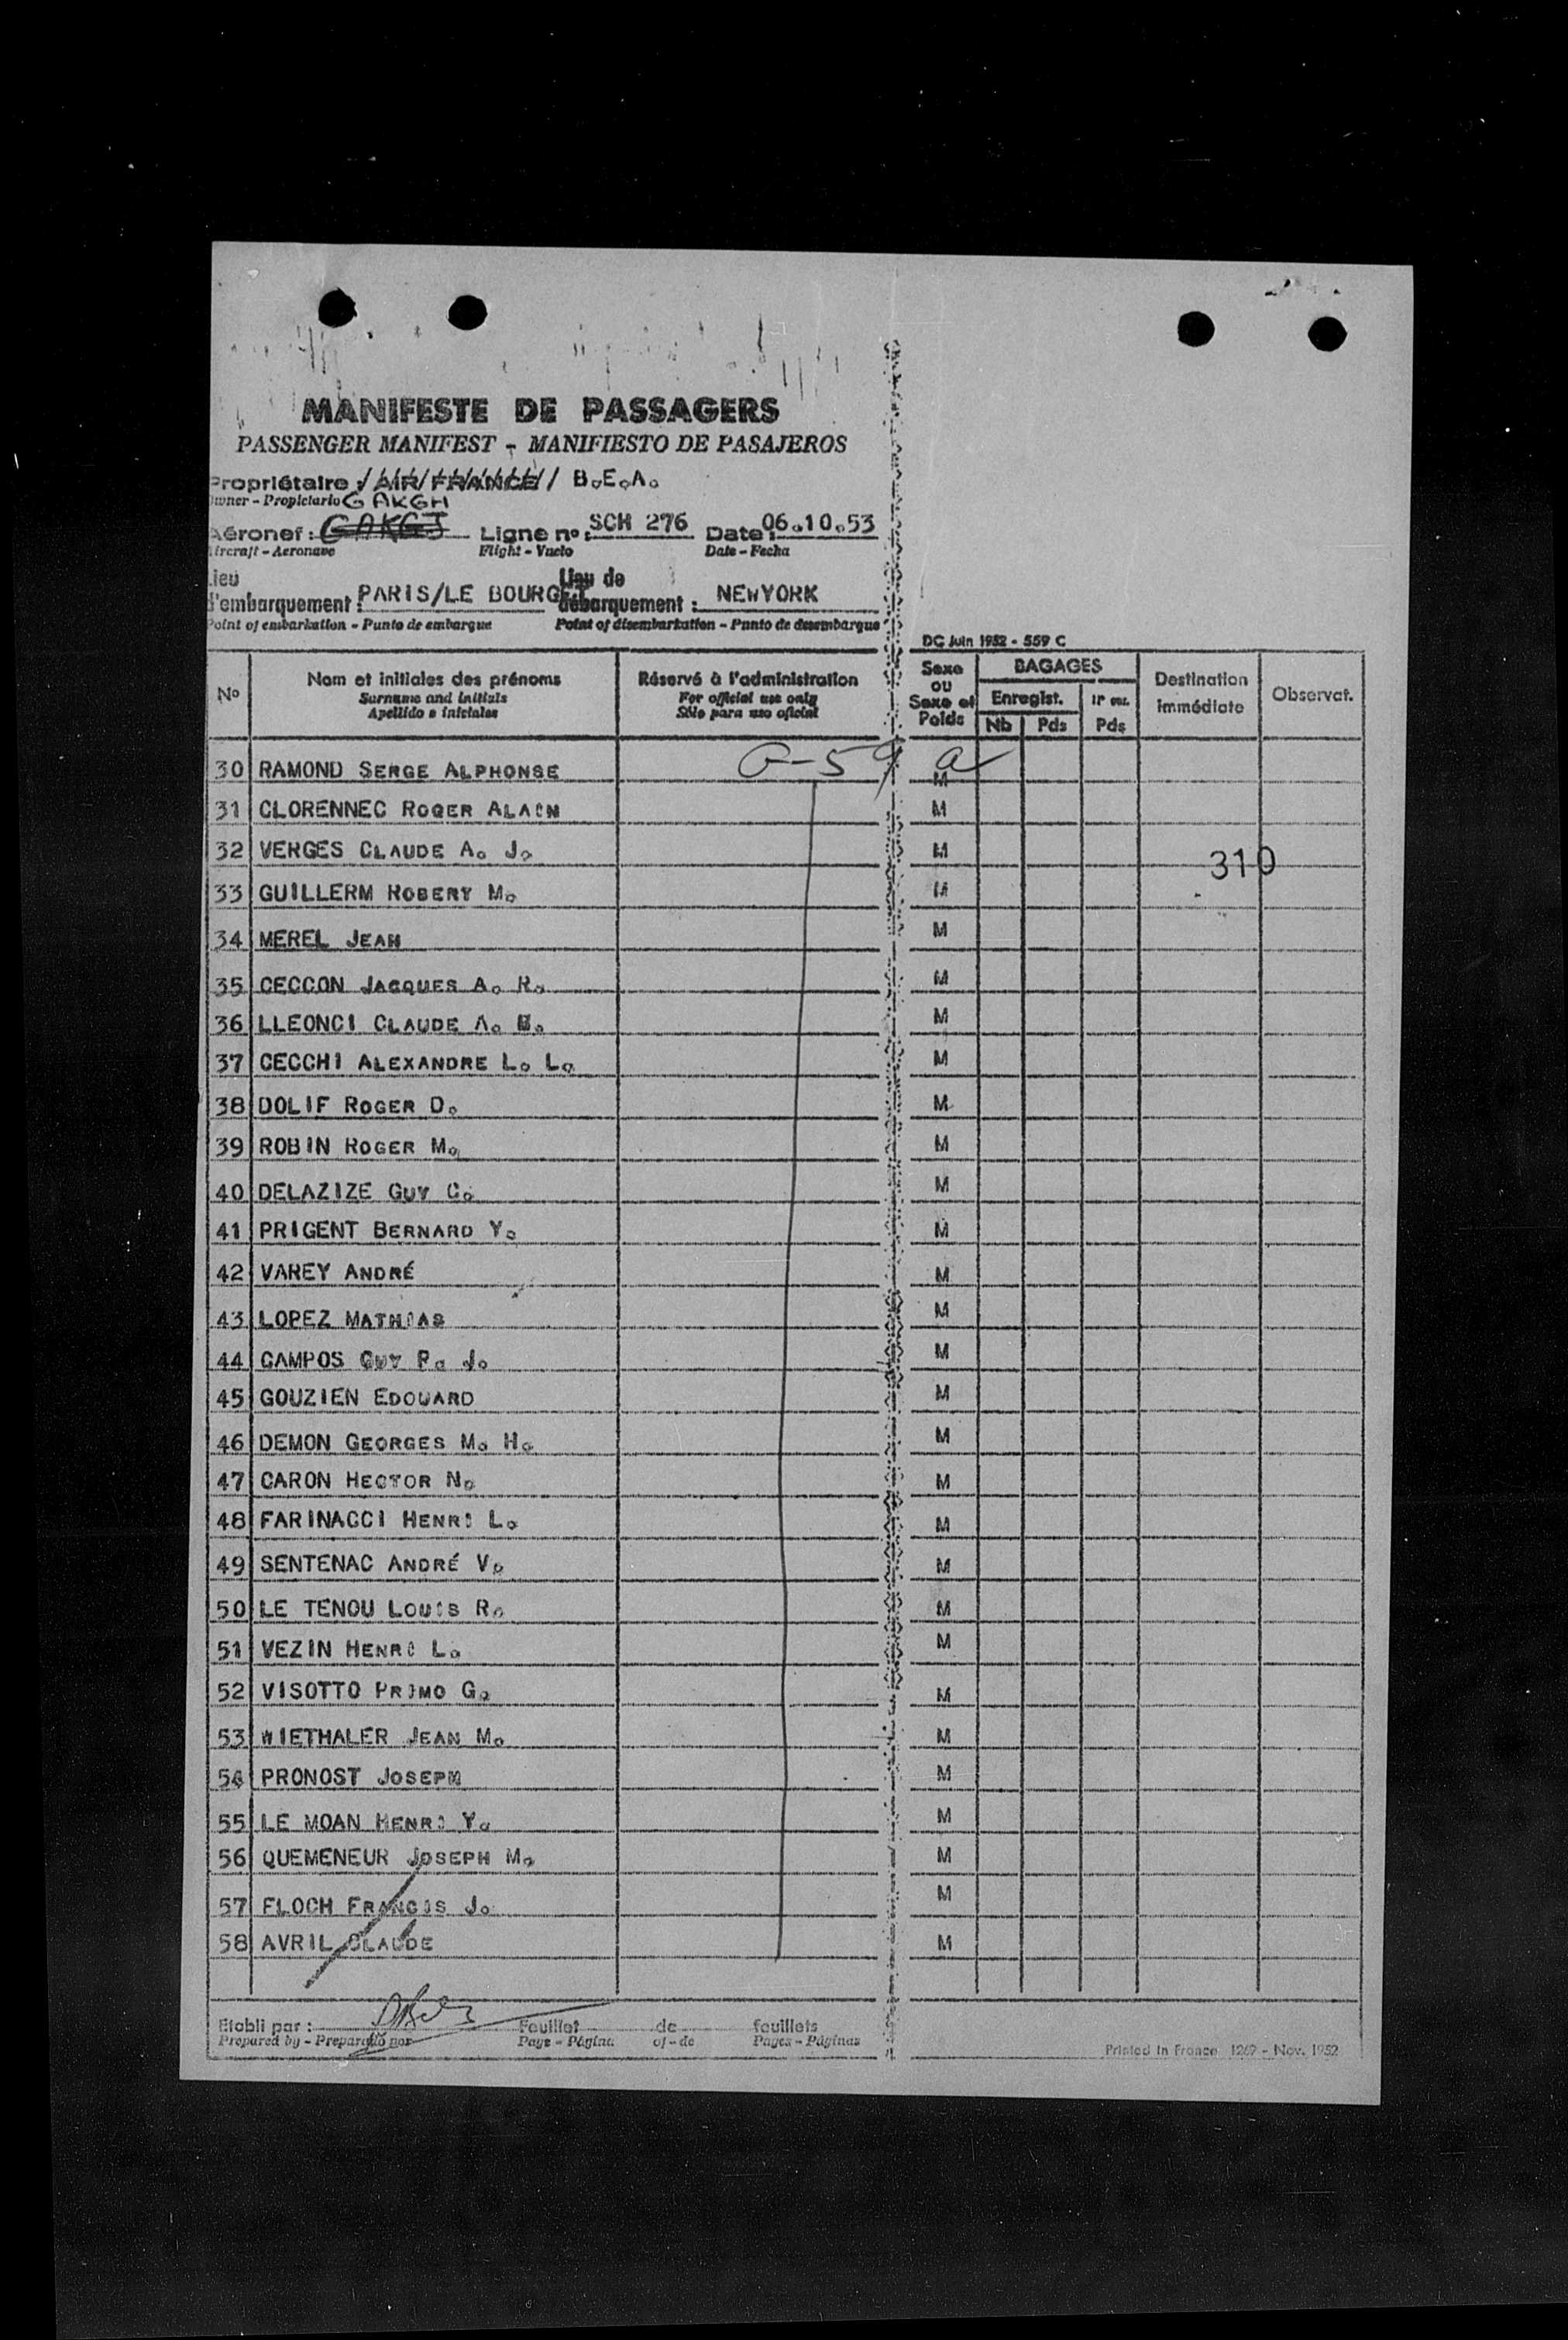 MANIFESTE DE PASSAGERS
PASSENGER MANIFEST - MANIFIESTO DE PASAJEROS
Propriétaire : AIR FRANCE B.E.A.
Owner - Propietario GAKGH
Aéronef : GAKGJ Ligne nº : SCH 276 Date : 06.10.53
Aircraft - Aeronave Flight - Vuelo Date - Fecha
Lieu d'embarquement : PARIS/LE BOURGET Lieu de débarquement : NEWYORK
Point of embarkation - Punto de embarque Point of disembarkation - Punto de desembarque
DC Juin 1952 - 559 C
Nº Nom et initiales des prénoms Réservé à l'administration Sexe ou Sexe et Poids BAGAGES Destination immédiate Observat.
Surname and initials For official use only Enregist.
Apellido e iniciales Sólo para uso oficial Nb Pds Pds
30 RAMOND SERGE ALPHONSE G-59 a M
31 CLORENNEC ROGER ALAIN M
32 VERGES CLAUDE A. J. M 310
33 GUILLERM ROBERT M. M
34 MEREL JEAN M
35 CECCON JACQUES A. R. M
36 LLEONCI CLAUDE A. M
37 CECCHI ALEXANDRE L. L. M
38 DOLIF ROGER D. M
39 ROBIN ROGER M. M
40 DELAZIZE GUY C. M
41 PRIGENT BERNARD Y. M
42 VAREY ANDRÉ M
43 LOPEZ MATHIAS M
44 CAMPOS GUY P. J. M
45 GOUZIEN EDOUARD M
46 DEMON GEORGES M. H. M
47 CARON HECTOR N. M
48 FARINACCI HENRI L. M
49 SENTENAC ANDRÉ V. M
50 LE TENOU LOUIS R. M
51 VEZIN HENRI L. M
52 VISOTTO PRIMO G. M
53 WIETHALER JEAN M. M
54 PRONOST JOSEPH M
55 LE MOAN HENRI Y. M
56 QUEMENEUR JOSEPH M. M
57 FLOCH FRANCIS J. M
58 AVRIL CLAUDE M
Etabli par : Feuillet de feuillets
Prepared by - Preparado por Page - Página of - de Pages - Páginas
Printed in France 1269 - Nov. 1952